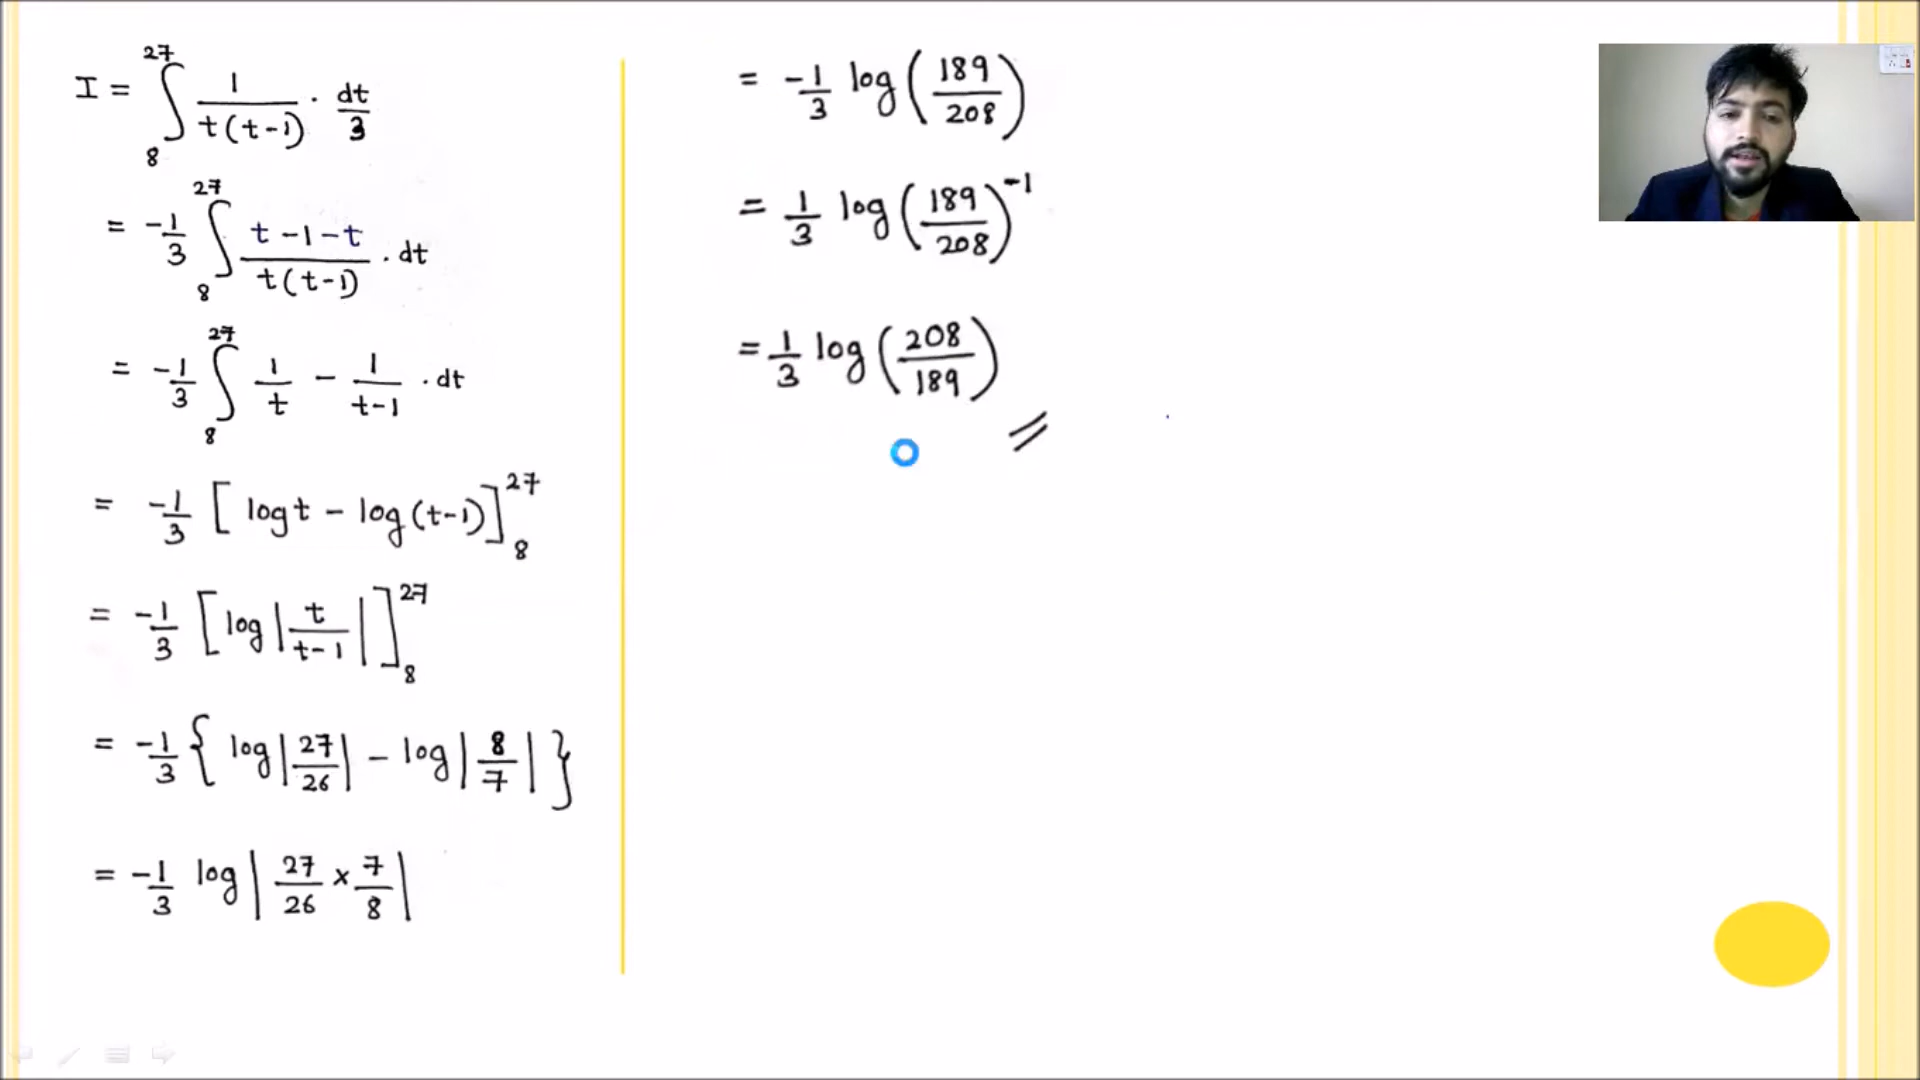 I = ∫₈²⁷ 1/(t(t-1)) · dt/3
= -1/3 ∫₈²⁷ (t-1-t)/(t(t-1)) · dt
= -1/3 ∫₈²⁷ 1/t - 1/(t-1) · dt
= -1/3 [log t - log(t-1)]₈²⁷
= -1/3 [log |t/(t-1)|]₈²⁷
= -1/3 {log |27/26| - log |8/7|}
= -1/3 log |27/26 × 7/8|
= -1/3 log (189/208)
= 1/3 log (189/208)⁻¹
= 1/3 log (208/189)